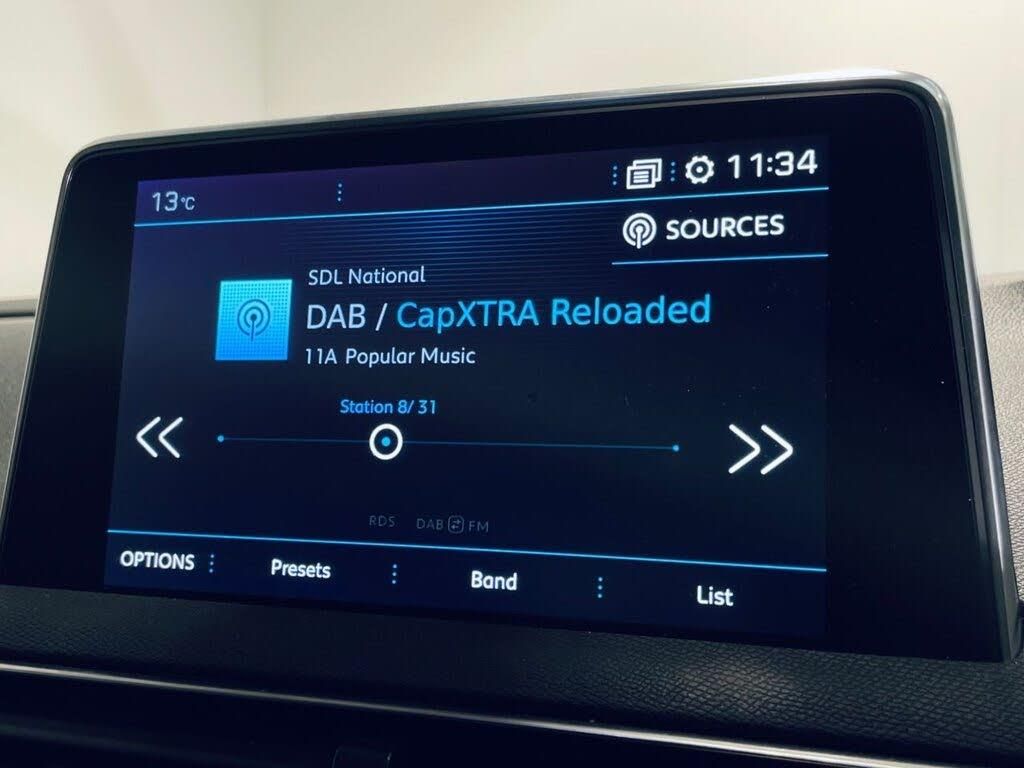 13°C
11:34
SOURCES
SDL National
DAB / CapXTRA Reloaded
11A Popular Music
Station 8/ 31
RDS DAB FM
OPTIONS Presets Band List